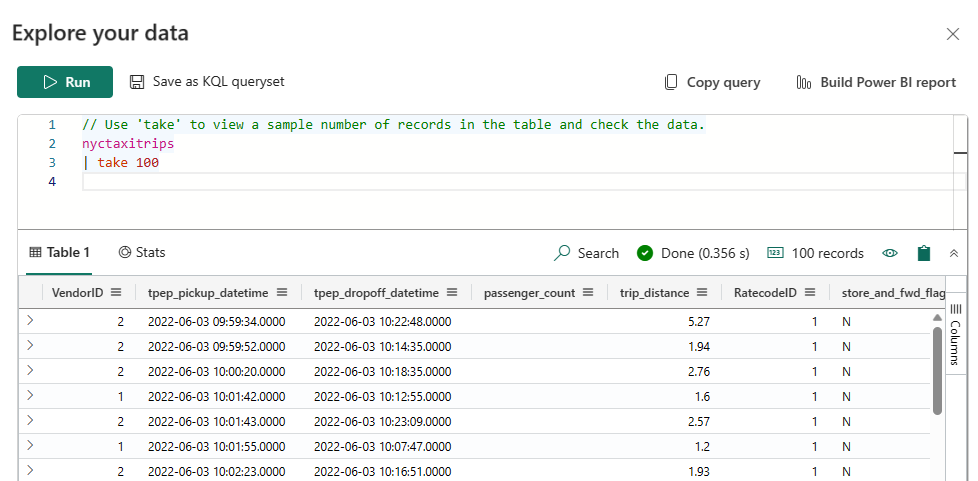 Explore your data
Run Save as KQL queryset Copy query Build Power BI report
1 // Use 'take' to view a sample number of records in the table and check the data.
2 nyctaxitrips
3 | take 100
4
Table 1 Stats Search Done (0.356 s) 123 100 records
VendorID tpep_pickup_datetime tpep_dropoff_datetime passenger_count trip_distance RatecodeID store_and_fwd_flag
2 2022-06-03 09:59:34.0000 2022-06-03 10:22:48.0000 5.27 1 N
2 2022-06-03 09:59:52.0000 2022-06-03 10:14:35.0000 1.94 1 N
2 2022-06-03 10:00:20.0000 2022-06-03 10:18:35.0000 2.76 1 N
1 2022-06-03 10:01:42.0000 2022-06-03 10:12:55.0000 1.6 1 N
2 2022-06-03 10:01:43.0000 2022-06-03 10:23:09.0000 2.57 1 N
1 2022-06-03 10:01:55.0000 2022-06-03 10:07:47.0000 1.2 1 N
2 2022-06-03 10:02:23.0000 2022-06-03 10:16:51.0000 1.93 1 N
Columns